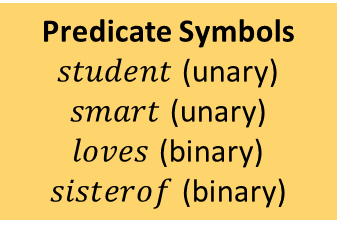 Predicate Symbols
student (unary)
smart (unary)
loves (binary)
sisterof (binary)